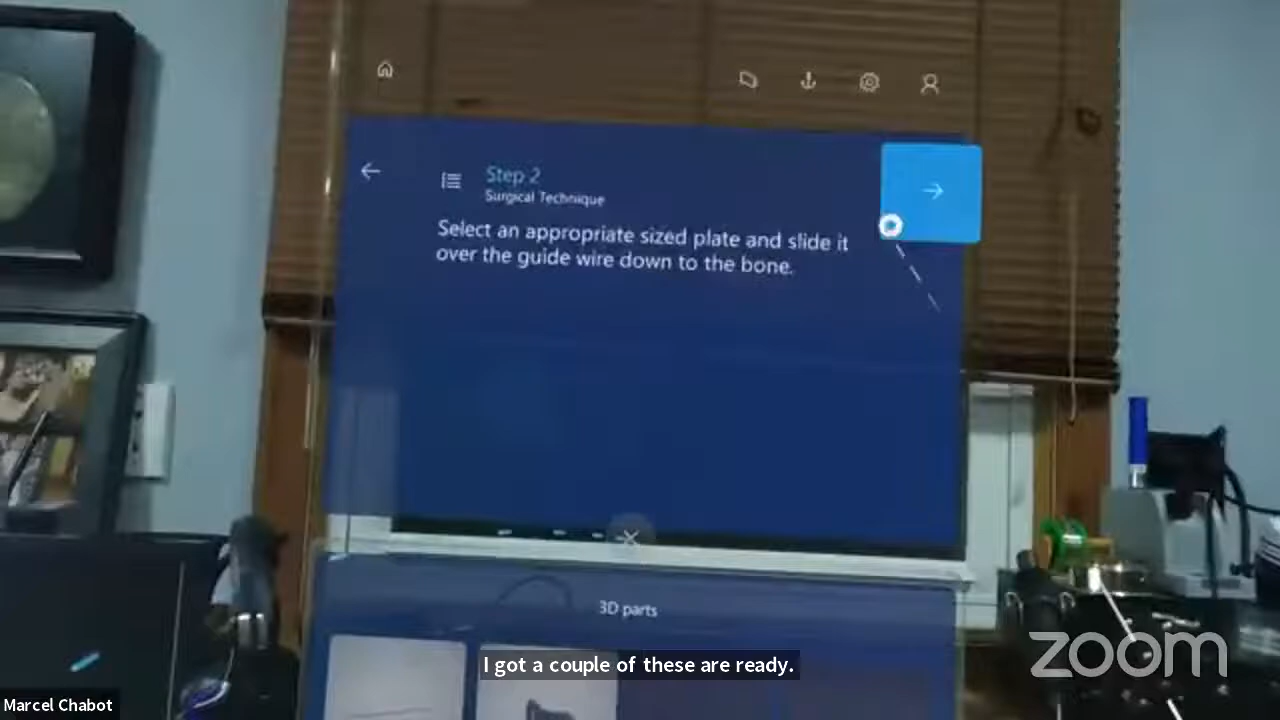 Step 2
Surgical Technique
Select an appropriate sized plate and slide it
over the guide wire down to the bone.
3D parts
I got a couple of these are ready.
zoom
Marcel Chabot